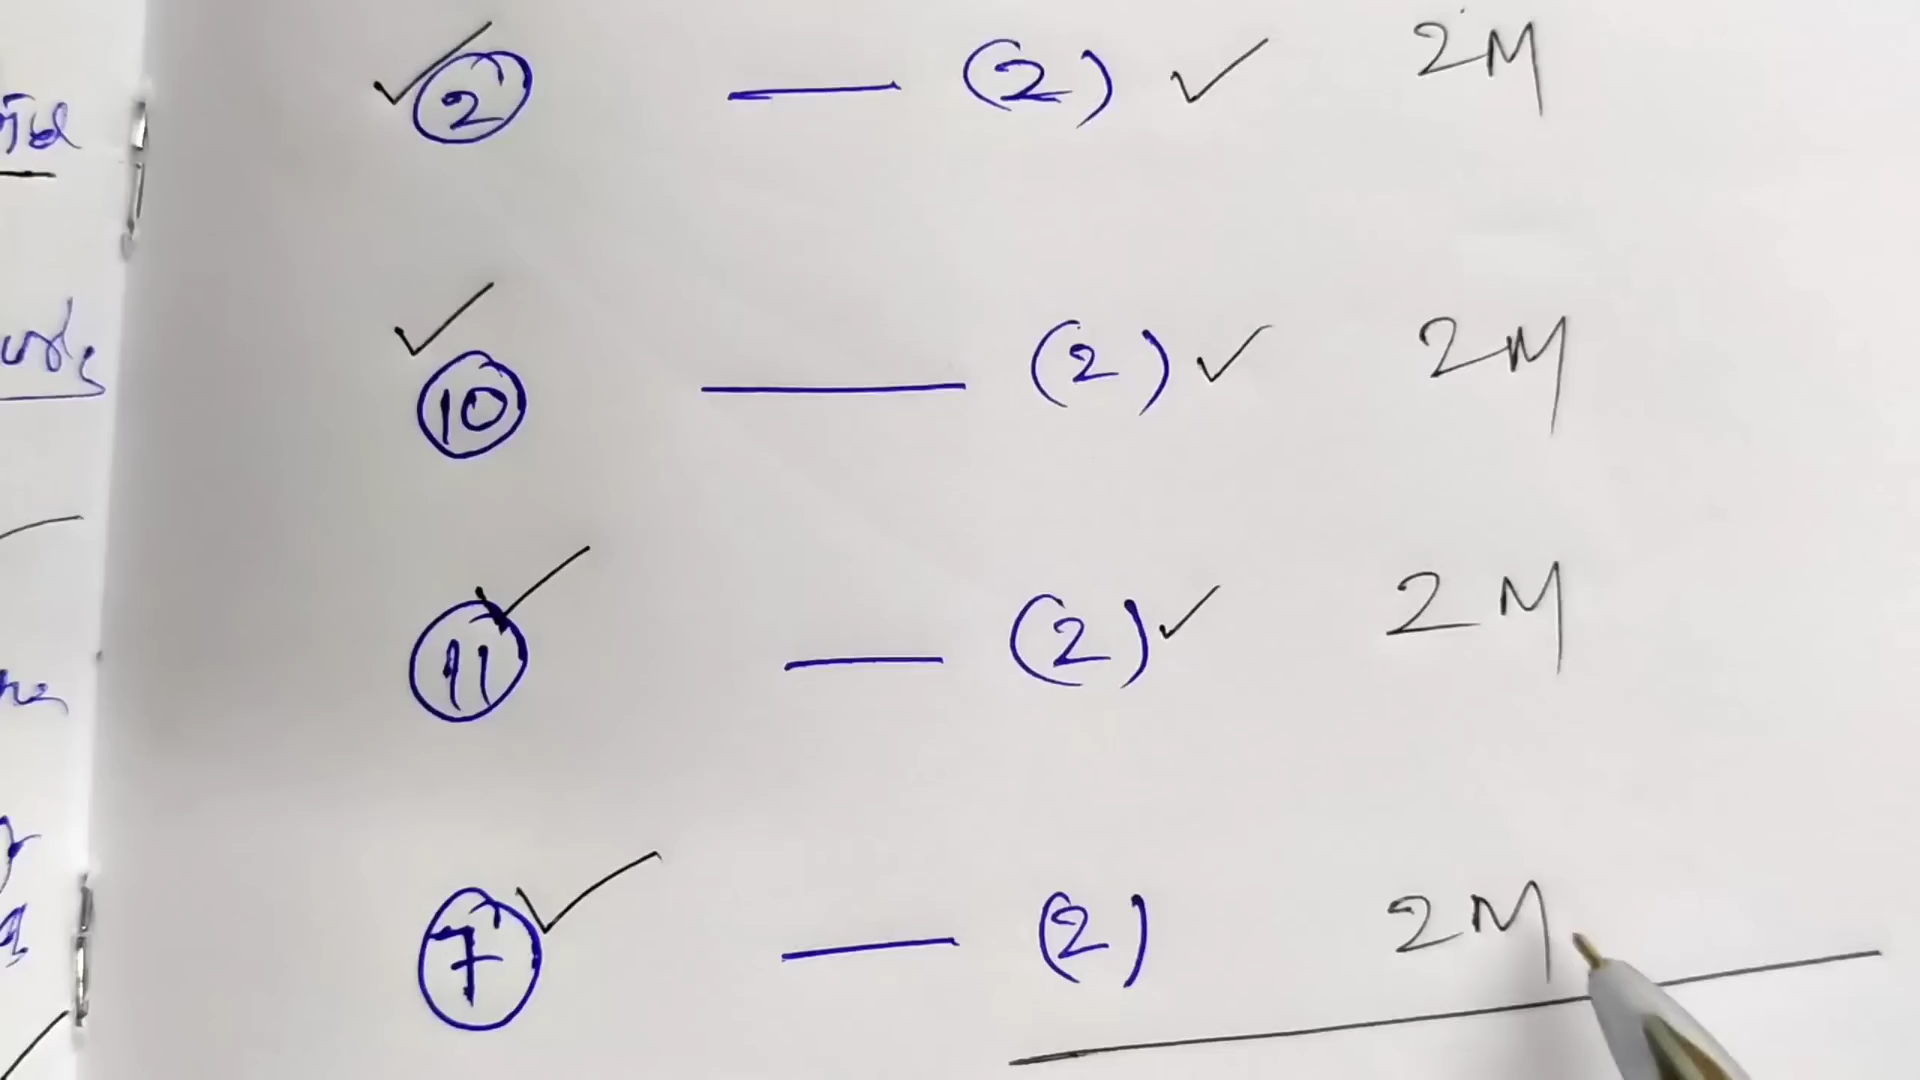 2 — (2) 2M
10 — (2) 2M
11 — (2) 2M
7 — (2) 2M